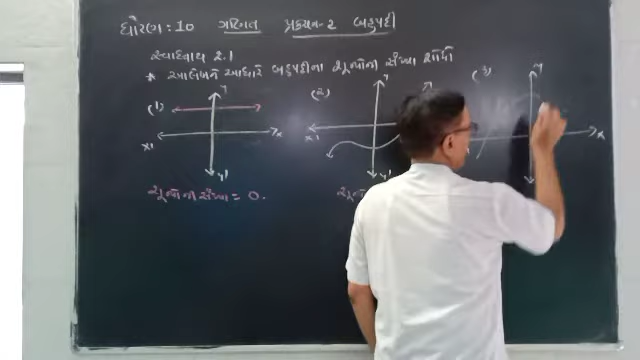 ધોરણ : 10 ગણિત પ્રકરણ-2 બહુપદી
સ્વાધ્યાય 2.1
* આલેખને આધારે બહુપદીના શૂન્યોની સંખ્યા શોધો
(1) y x' x y'
(2) y x' y'
(3) y x
શૂન્યોની સંખ્યા = 0.
શૂન્યો